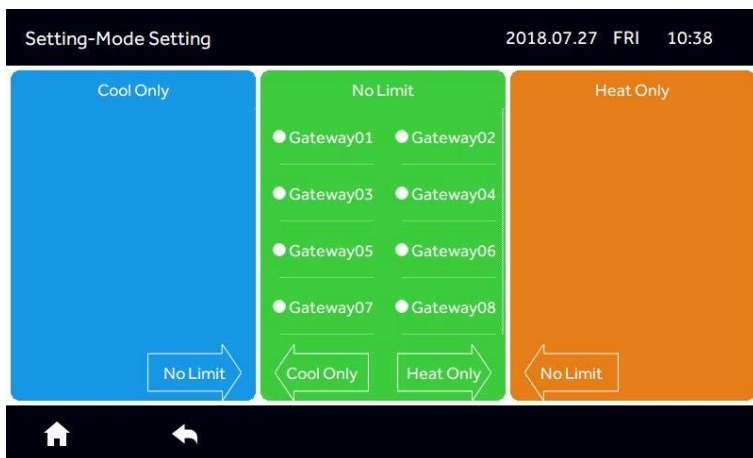 Setting-Mode Setting 2018.07.27 FRI 10:38
Cool Only No Limit Heat Only
Gateway01 Gateway02
Gateway03 Gateway04
Gateway05 Gateway06
Gateway07 Gateway08
No Limit Cool Only Heat Only No Limit